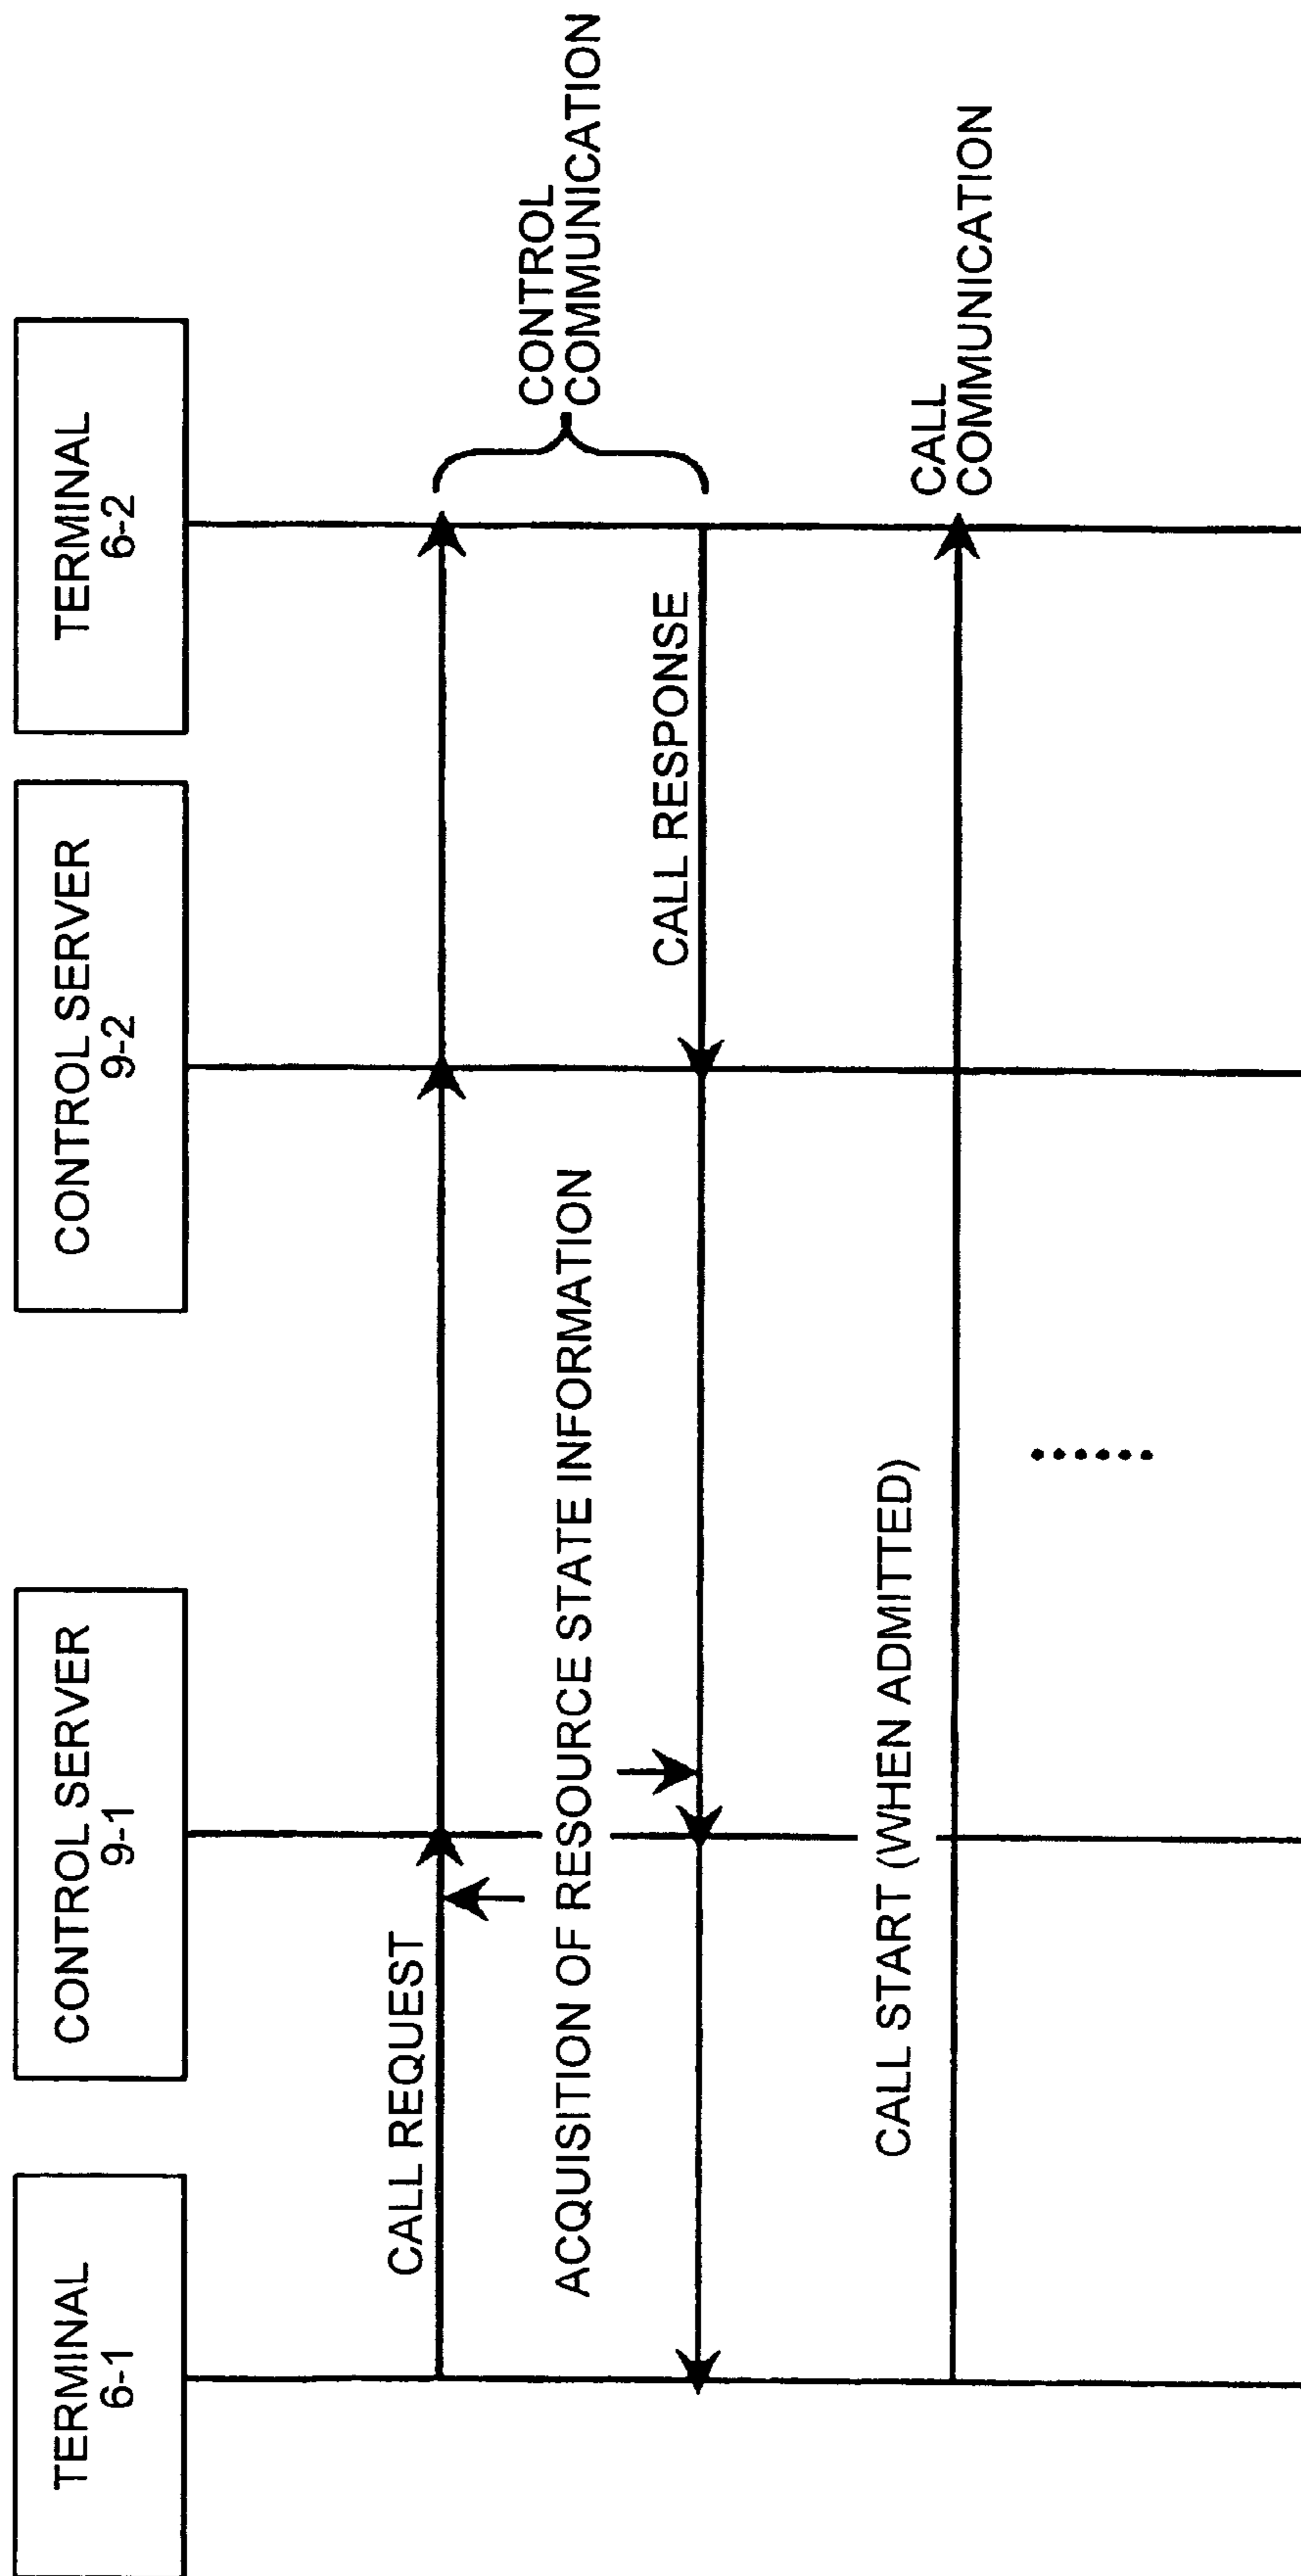 TERMINAL
6-1
CONTROL SERVER
9-1
CONTROL SERVER
9-2
TERMINAL
6-2
CALL REQUEST
CONTROL
COMMUNICATION
ACQUISITION OF RESOURCE STATE INFORMATION
CALL RESPONSE
CALL START (WHEN ADMITTED)
CALL
COMMUNICATION